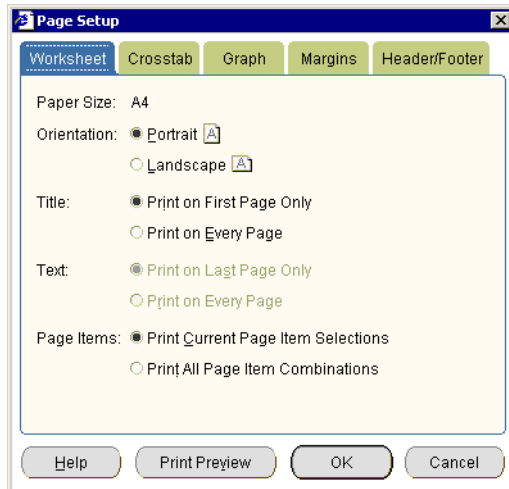 Page Setup
Worksheet Crosstab Graph Margins Header/Footer
Paper Size: A4
Orientation: Portrait A
Landscape A
Title: Print on First Page Only
Print on Every Page
Text: Print on Last Page Only
Print on Every Page
Page Items: Print Current Page Item Selections
Print All Page Item Combinations
Help Print Preview OK Cancel